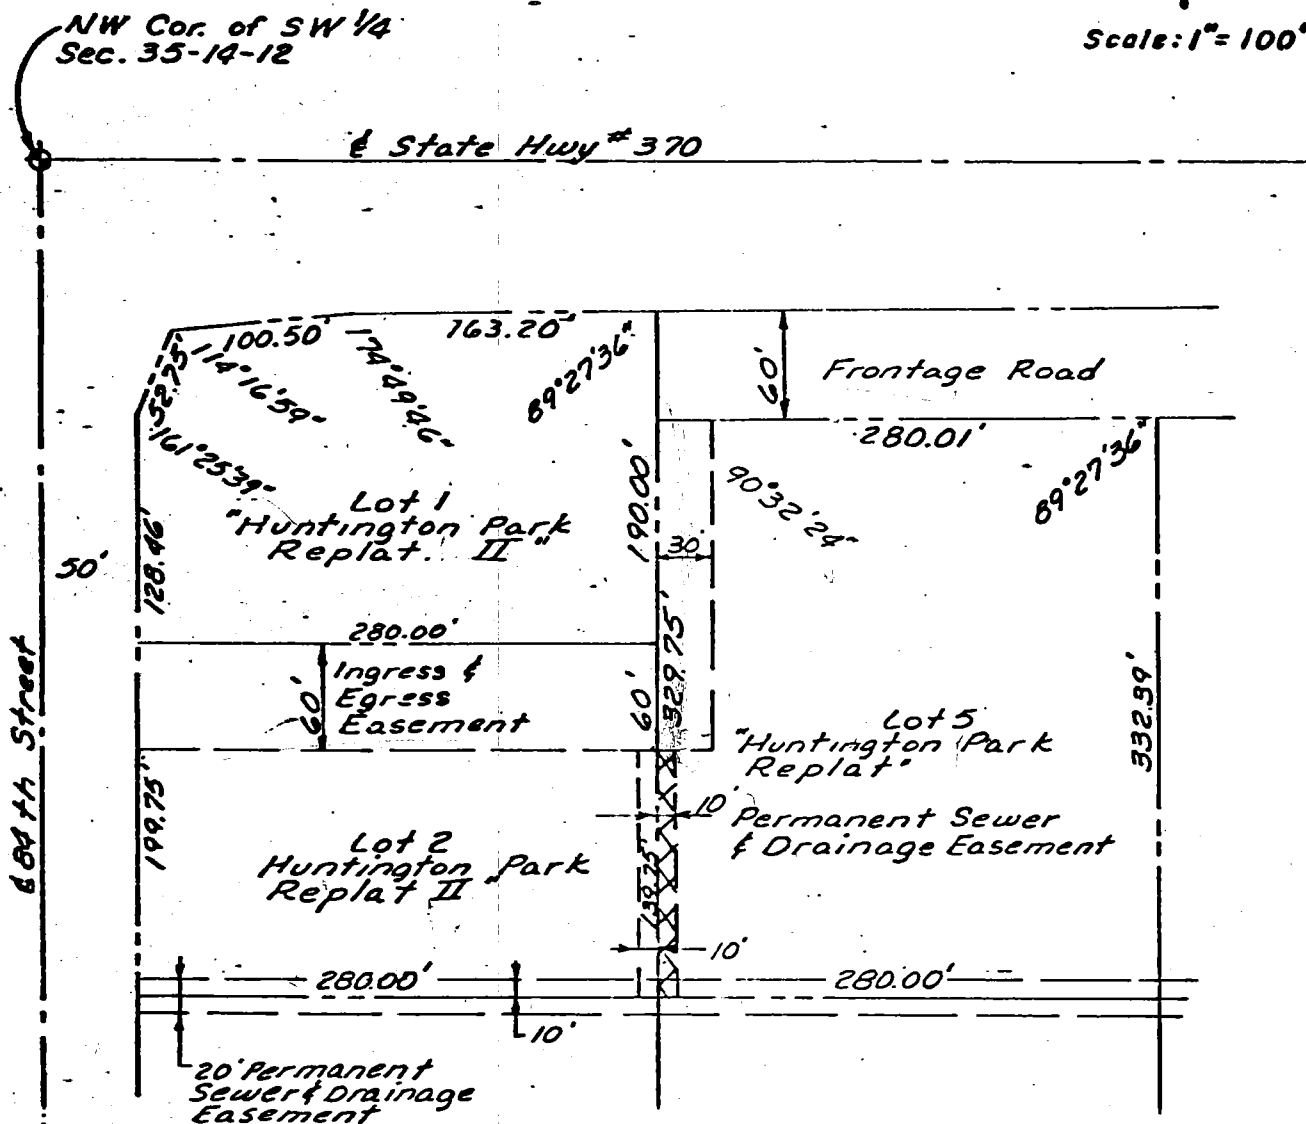 NW Cor. of SW 1/4
Sec. 35-14-12
Scale: 1" = 100'
℄ State Hwy # 370
100.50'
163.20'
52.75'
114°16'59"
174°49'46"
89°27'36"
161°25'39"
60'
Frontage Road
280.01'
90°32'24"
89°27'36"
Lot 1
"Huntington Park
Replat II"
190.00'
30'
128.46'
50'
280.00'
Ingress &
Egress
Easement
60'
60'
329.75'
℄ 84th Street
Lot 5
"Huntington Park
Replat"
332.39'
199.75'
10'
Permanent Sewer
& Drainage Easement
Lot 2
Huntington Park
Replat II"
139.75'
10'
280.00'
280.00'
10'
20' Permanent
Sewer & Drainage
Easement